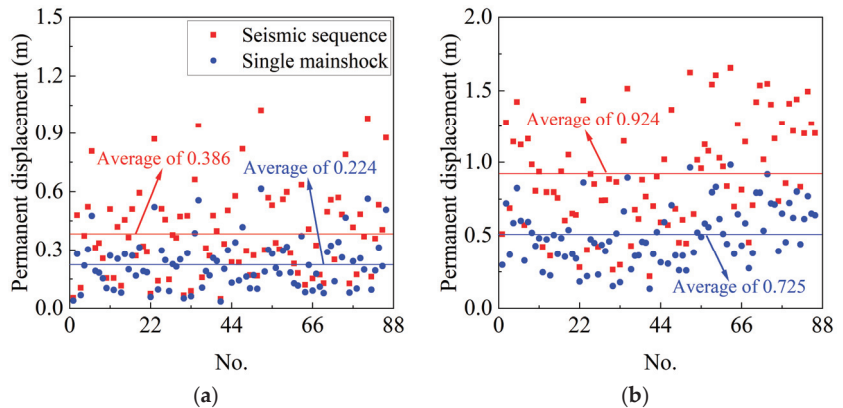 Permanent displacement (m)
1.5
1.2
0.9
0.6
0.3
0.0
Seismic sequence
Single mainshock
Average of 0.386
Average of 0.224
0 22 44 66 88
No.
(a)
Permanent displacement (m)
2.0
1.5
1.0
0.5
0.0
Average of 0.924
Average of 0.725
0 22 44 66 88
No.
(b)